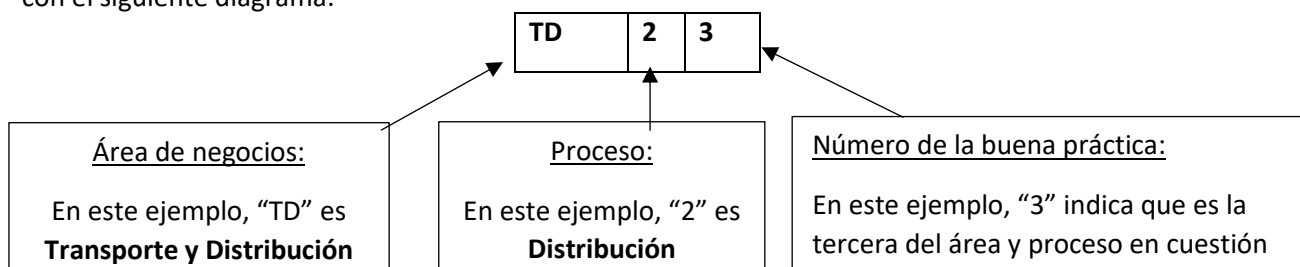 con el siguiente diagrama:
TD 2 3
Área de negocios:
En este ejemplo, “TD” es
Transporte y Distribución
Proceso:
En este ejemplo, “2” es
Distribución
Número de la buena práctica:
En este ejemplo, “3” indica que es la
tercera del área y proceso en cuestión